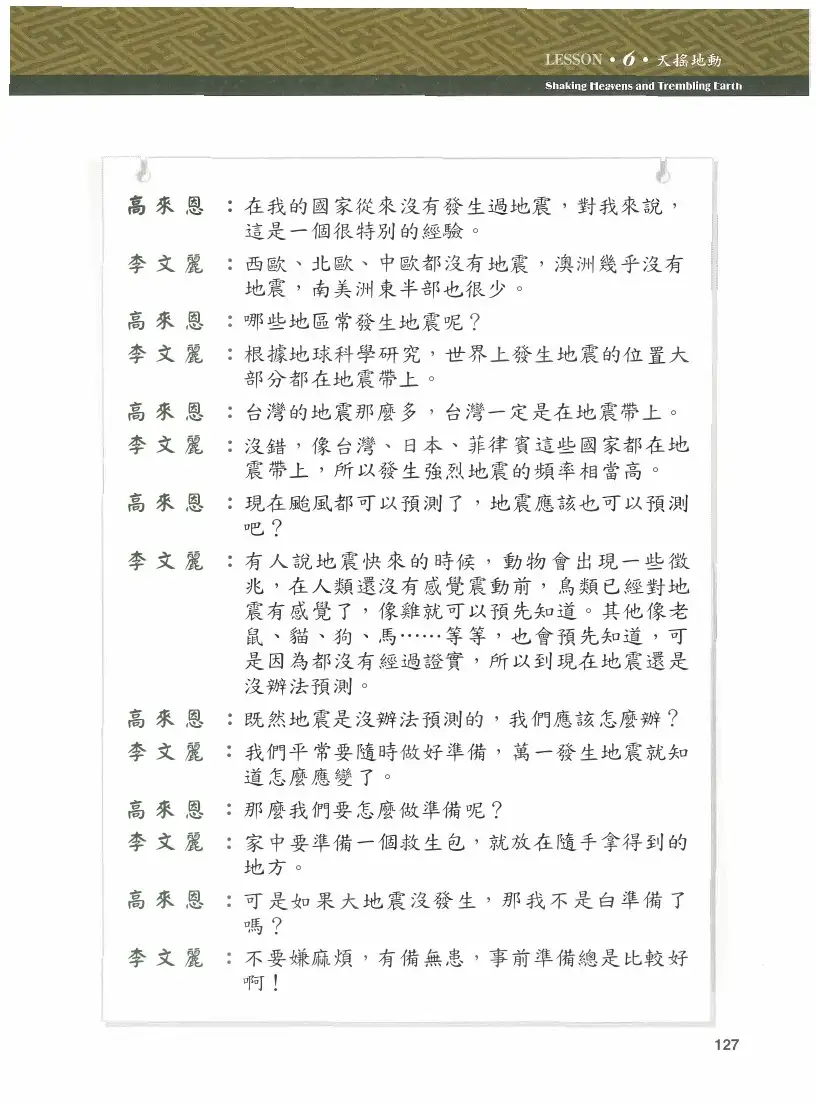 LESSON • 6 • 天搖地動
Shaking Heavens and Trembling Earth
高來恩：在我的國家從來沒有發生過地震，對我來說，
這是一個很特別的經驗。
李文麗：西歐、北歐、中歐都沒有地震，澳洲幾乎沒有
地震，南美洲東半部也很少。
高來恩：哪些地區常發生地震呢？
李文麗：根據地球科學研究，世界上發生地震的位置大
部分都在地震帶上。
高來恩：台灣的地震那麼多，台灣一定是在地震帶上。
李文麗：沒錯，像台灣、日本、菲律賓這些國家都在地
震帶上，所以發生強烈地震的頻率相當高。
高來恩：現在颱風都可以預測了，地震應該也可以預測
吧？
李文麗：有人說地震快來的時候，動物會出現一些徵
兆，在人類還沒有感覺震動前，鳥類已經對地
震有感覺了，像雞就可以預先知道。其他像老
鼠、貓、狗、馬……等等，也會預先知道，可
是因為都沒有經過證實，所以到現在地震還是
沒辦法預測。
高來恩：既然地震是沒辦法預測的，我們應該怎麼辦？
李文麗：我們平常要隨時做好準備，萬一發生地震就知
道怎麼應變了。
高來恩：那麼我們要怎麼做準備呢？
李文麗：家中要準備一個救生包，就放在隨手拿得到的
地方。
高來恩：可是如果大地震沒發生，那我不是白準備了
嗎？
李文麗：不要嫌麻煩，有備無患，事前準備總是比較好
啊！
127